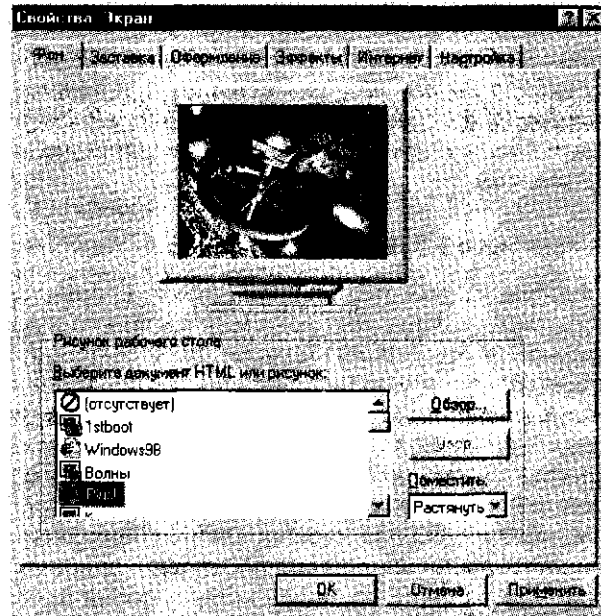 Свойства Экран
Фон Заставка Оформление Эффекты Интернет Настройка
Рисунок рабочего стола
Выберите документ HTML или рисунок:
(отсутствует)
Обзор...
1stboot
Windows98
Узор...
Волны
Поместить:
Растянуть
OK Отмена Применить